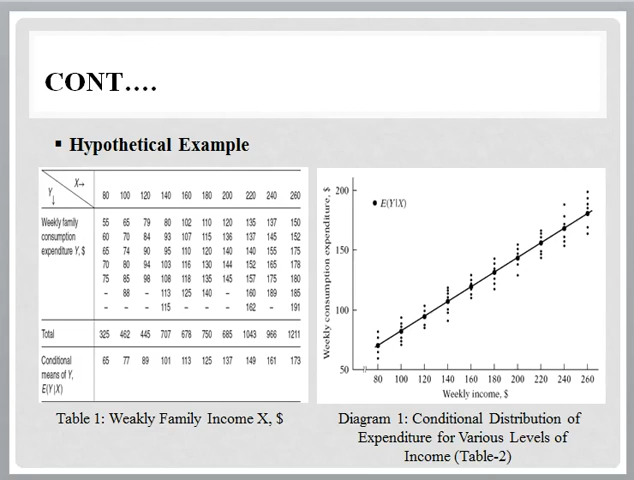 CONT....
▪ Hypothetical Example
X→
Y↓ 80 100 120 140 160 180 200 220 240 260
Weekly family 55 65 79 80 102 110 120 135 137 150
consumption 60 70 84 93 107 115 136 137 145 152
expenditure Y, $ 65 74 90 95 110 120 140 140 155 175
70 80 94 103 116 130 144 152 165 178
75 85 98 108 118 135 145 157 175 180
– 88 – 113 125 140 – 160 189 185
– – – 115 – – – 162 – 191
Total 325 462 445 707 678 750 685 1043 966 1211
Conditional 65 77 89 101 113 125 137 149 161 173
means of Y,
E(Y|X)
Table 1: Weakly Family Income X, $
Weekly consumption expenditure, $
200
150
100
50
E(Y|X)
80 100 120 140 160 180 200 220 240 260
Weekly income, $
Diagram 1: Conditional Distribution of
Expenditure for Various Levels of
Income (Table-2)